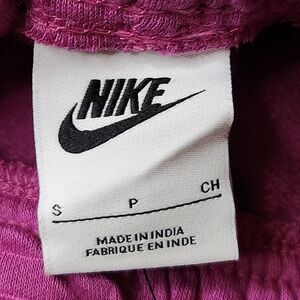 NIKE
S P CH
MADE IN INDIA
FABRIQUE EN INDE